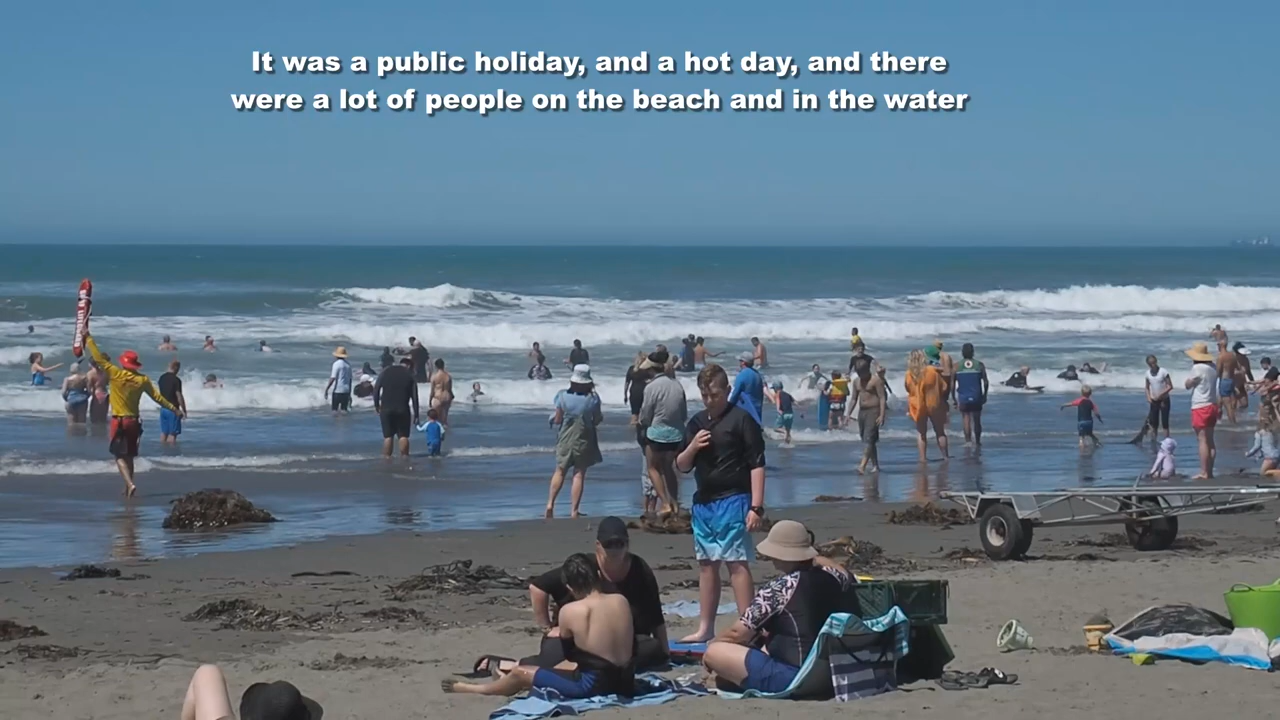 It was a public holiday, and a hot day, and there
were a lot of people on the beach and in the water